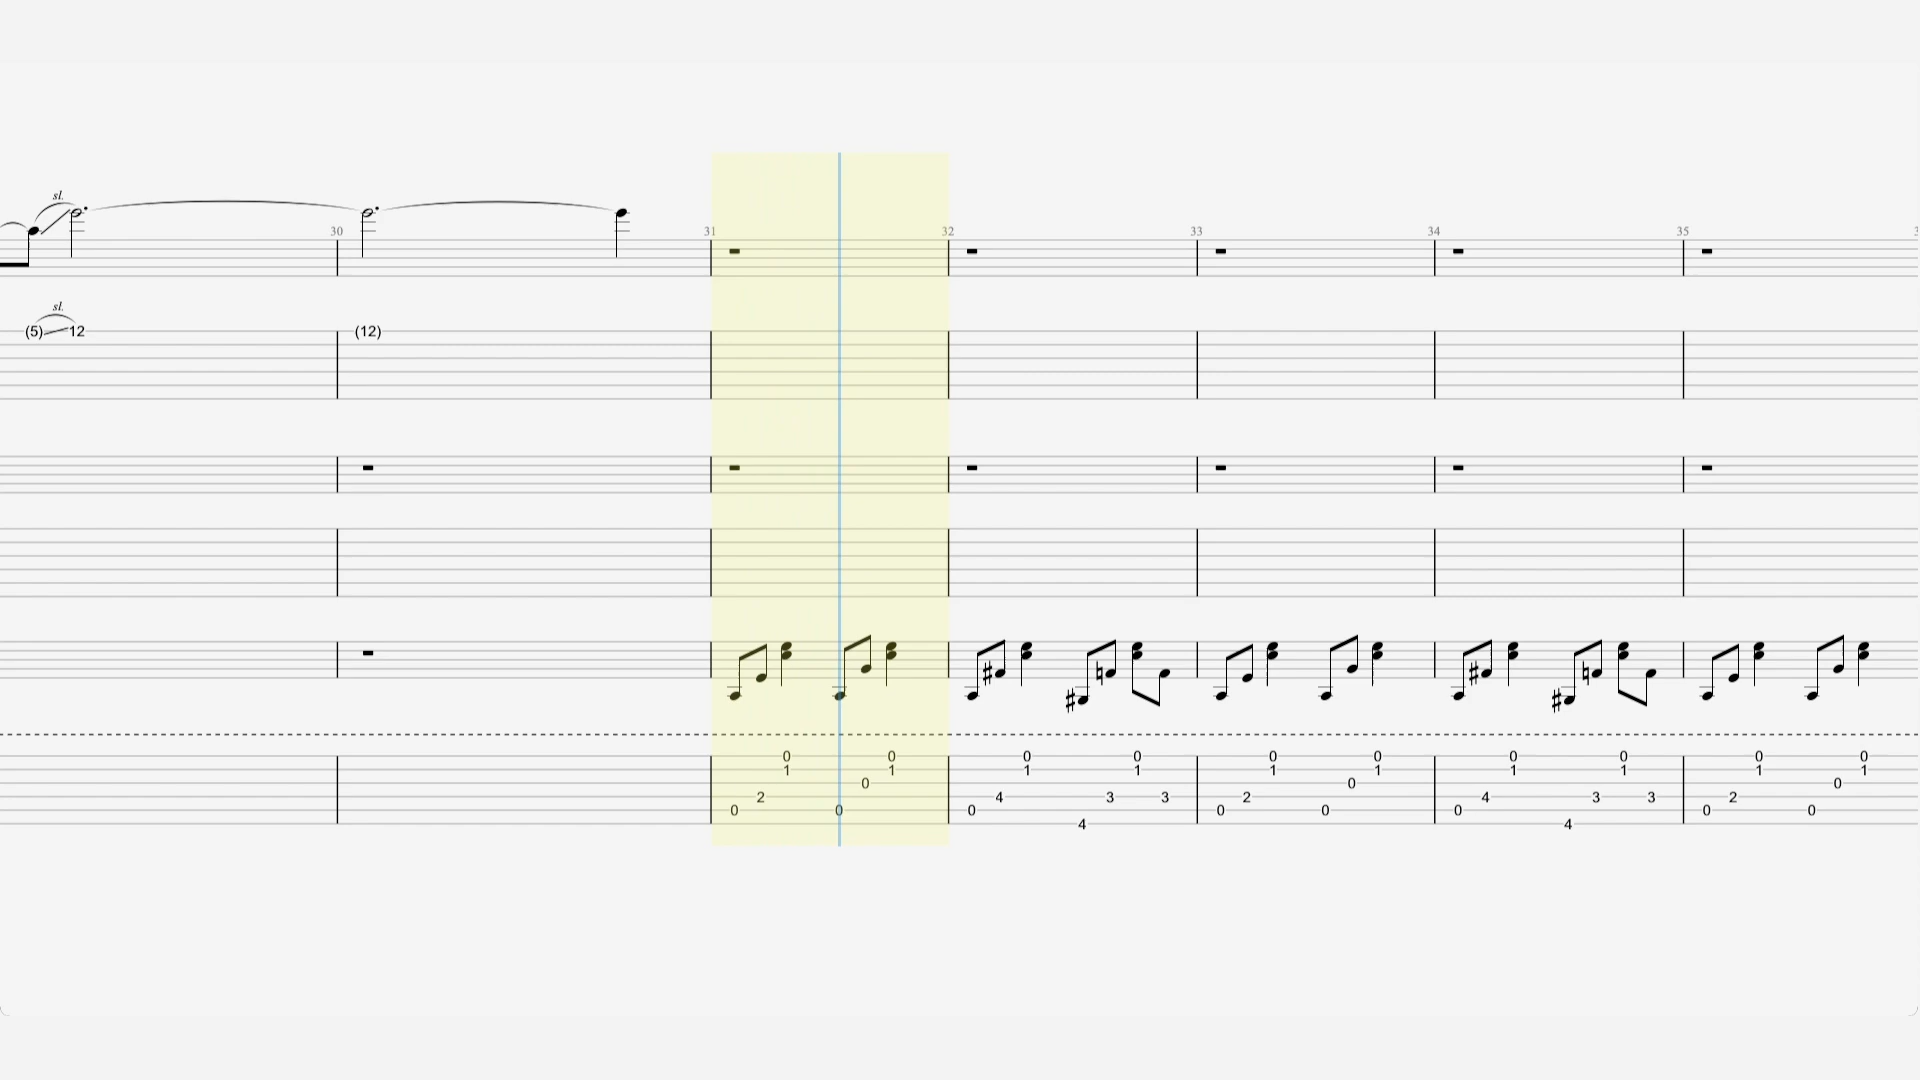 sl.
30 31 32 33 34 35
sl.
(5) 12 (12)
0 0 0 0 0 0 0 0 0 0
1 1 1 1 1 1 1 1 1 1
0 0 0
2 4 3 3 2 4 3 3 2
0 0 0 0 0 0 0 0
4 4